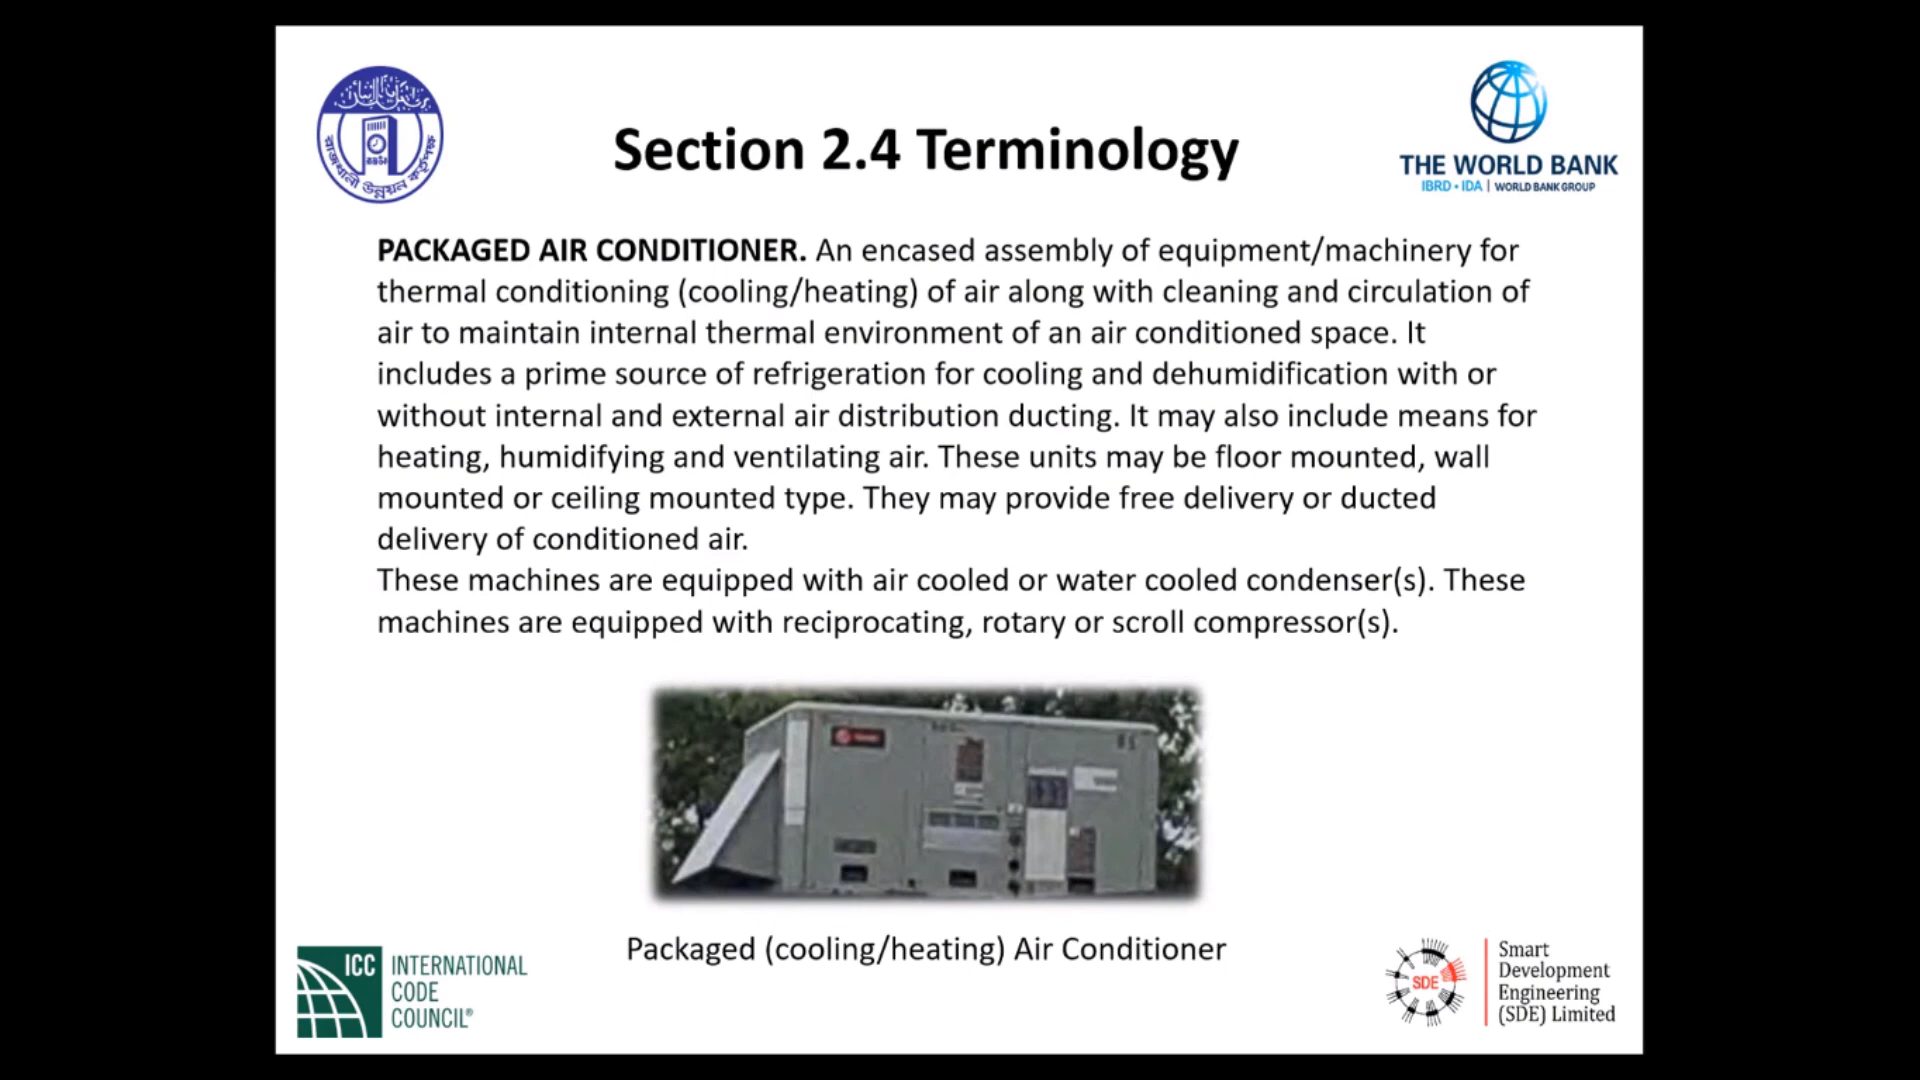 Section 2.4 Terminology
রাজধানী উন্নয়ন কর্তৃপক্ষ
রাজউক
THE WORLD BANK
IBRD • IDA | WORLD BANK GROUP
PACKAGED AIR CONDITIONER. An encased assembly of equipment/machinery for
thermal conditioning (cooling/heating) of air along with cleaning and circulation of
air to maintain internal thermal environment of an air conditioned space. It
includes a prime source of refrigeration for cooling and dehumidification with or
without internal and external air distribution ducting. It may also include means for
heating, humidifying and ventilating air. These units may be floor mounted, wall
mounted or ceiling mounted type. They may provide free delivery or ducted
delivery of conditioned air.
These machines are equipped with air cooled or water cooled condenser(s). These
machines are equipped with reciprocating, rotary or scroll compressor(s).
Packaged (cooling/heating) Air Conditioner
ICC INTERNATIONAL
CODE
COUNCIL®
SDE
Smart
Development
Engineering
(SDE) Limited